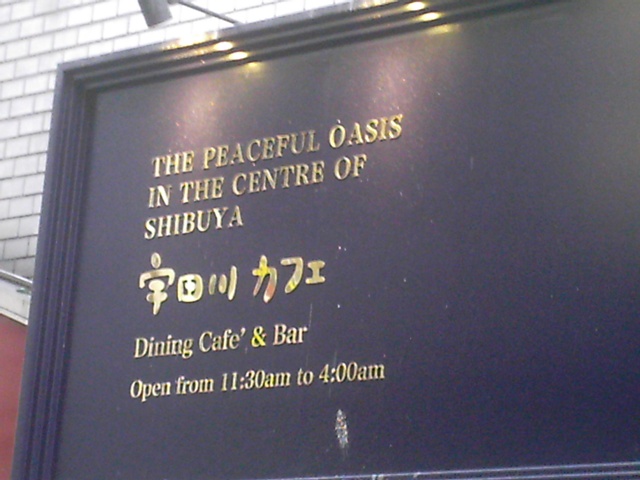 THE PEACEFUL OASIS
IN THE CENTRE OF
SHIBUYA
宇田川 カフェ
Dining Cafe' & Bar
Open from 11:30am to 4:00am